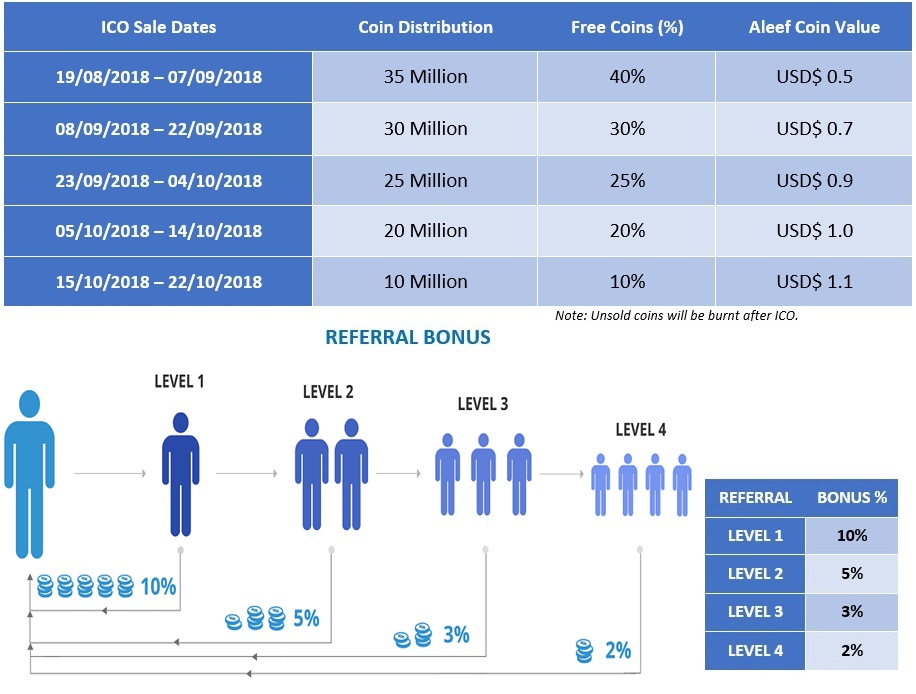 ICO Sale Dates Coin Distribution Free Coins (%) Aleef Coin Value
19/08/2018 – 07/09/2018 35 Million 40% USD$ 0.5
08/09/2018 – 22/09/2018 30 Million 30% USD$ 0.7
23/09/2018 – 04/10/2018 25 Million 25% USD$ 0.9
05/10/2018 – 14/10/2018 20 Million 20% USD$ 1.0
15/10/2018 – 22/10/2018 10 Million 10% USD$ 1.1
Note: Unsold coins will be burnt after ICO.
REFERRAL BONUS
LEVEL 1
LEVEL 2
LEVEL 3
LEVEL 4
10%
5%
3%
2%
REFERRAL BONUS %
LEVEL 1 10%
LEVEL 2 5%
LEVEL 3 3%
LEVEL 4 2%